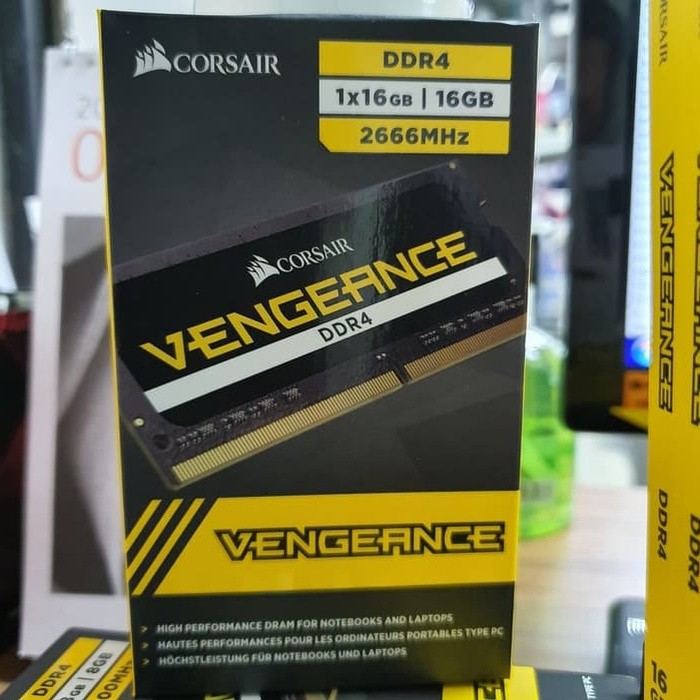 CORSAIR
DDR4
1x16GB | 16GB
2666MHz
CORSAIR
VENGEANCE
DDR4
VENGEANCE
> HIGH PERFORMANCE DRAM FOR NOTEBOOKS AND LAPTOPS
> HAUTES PERFORMANCES POUR LES ORDINATEURS PORTABLES TYPE PC
> HÖCHSTLEISTUNG FÜR NOTEBOOKS UND LAPTOPS
DDR4
8GB
VENGEANCE
DDR4
DDR4